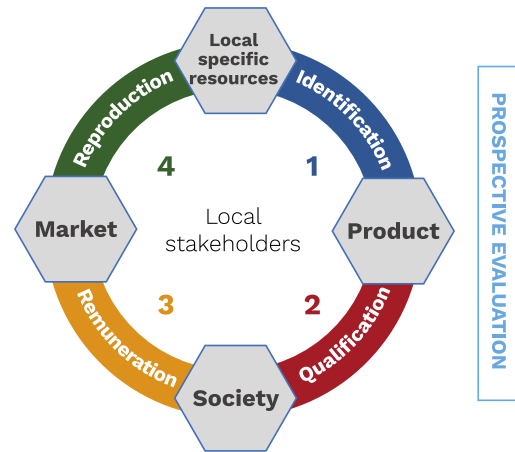 Local
specific
resources
Identification
Reproduction
4
1
Local
stakeholders
Market
Product
PROSPECTIVE EVALUATION
3
2
Remuneration
Qualification
Society